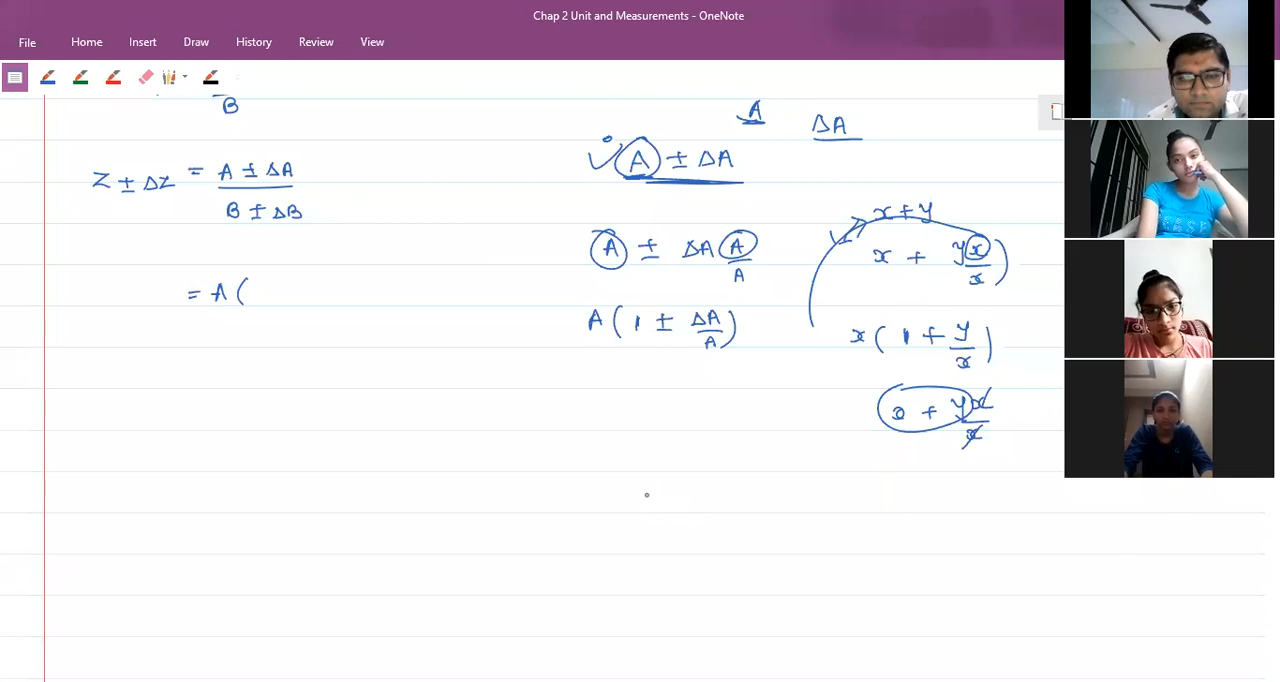 Chap 2 Unit and Measurements - OneNote
File Home Insert Draw History Review View
B
Z ± ΔZ = A ± ΔA / B ± ΔB
= A (
A ΔA
A ± ΔA
A ± ΔA A/A
A ( 1 ± ΔA/A )
x + y
x + y x/x )
x ( 1 + y/x )
x + y x/x